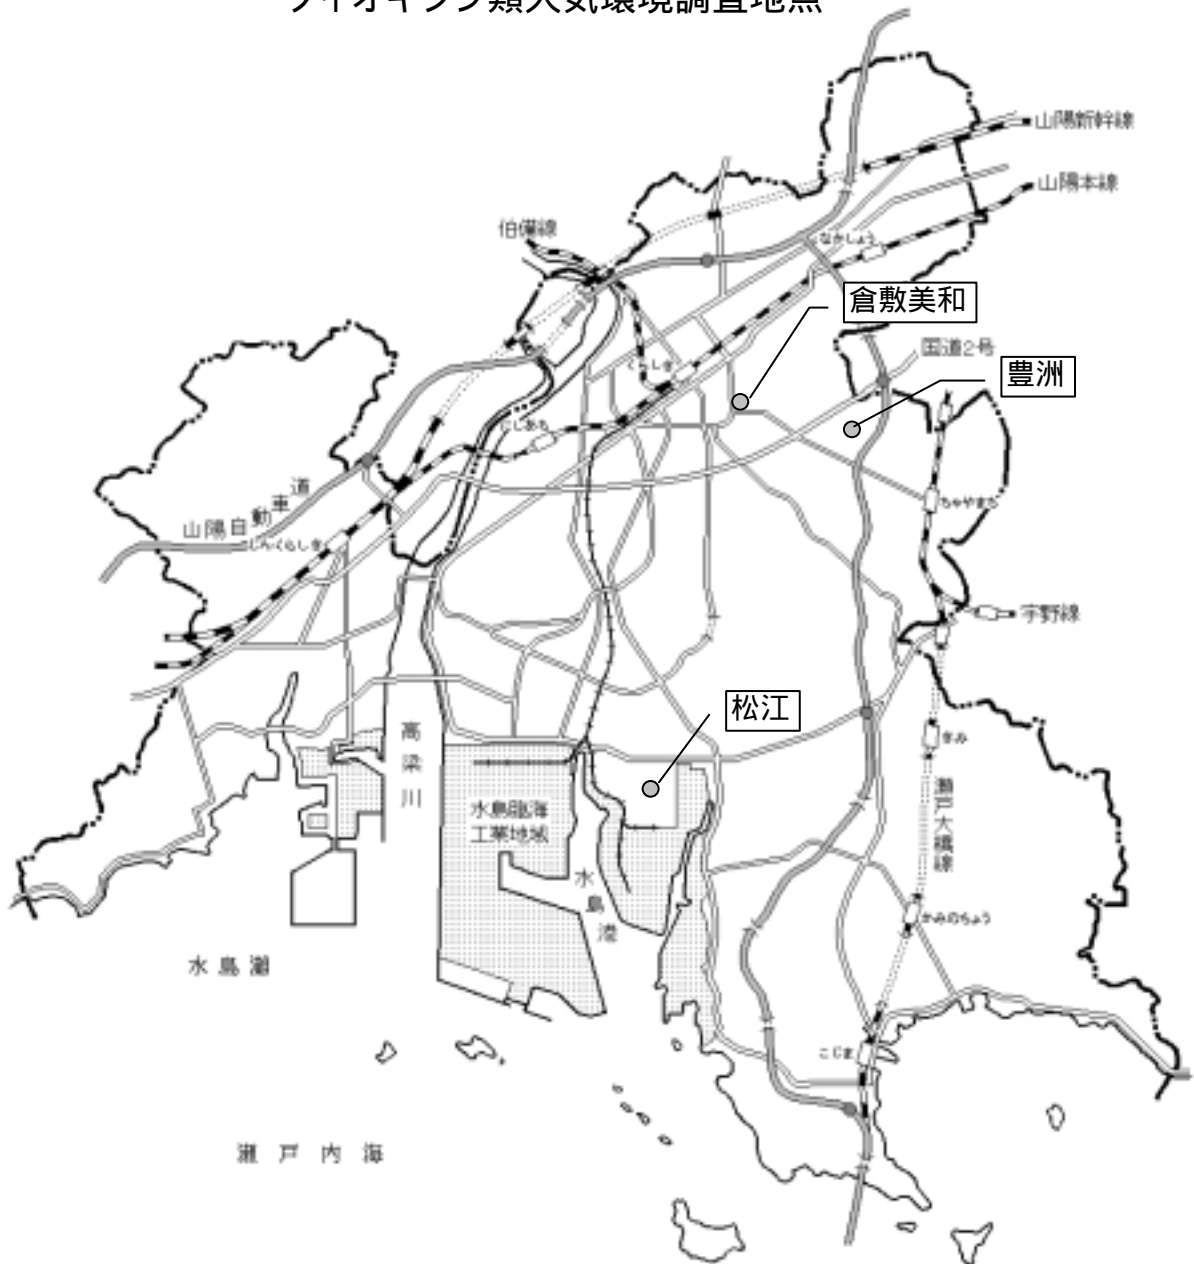 ダイオキシン類大気環境調査地点
山陽新幹線
山陽本線
伯備線
なかしょう
倉敷美和
国道2号
くらしき
豊洲
にしあち
ちゃやまち
山陽自動車道
しんくらしき
宇野線
松江
高梁川
きみ
水島臨海
工業地域
瀬戸大橋線
水島港
かみのちょう
水島灘
こじま
瀬戸内海